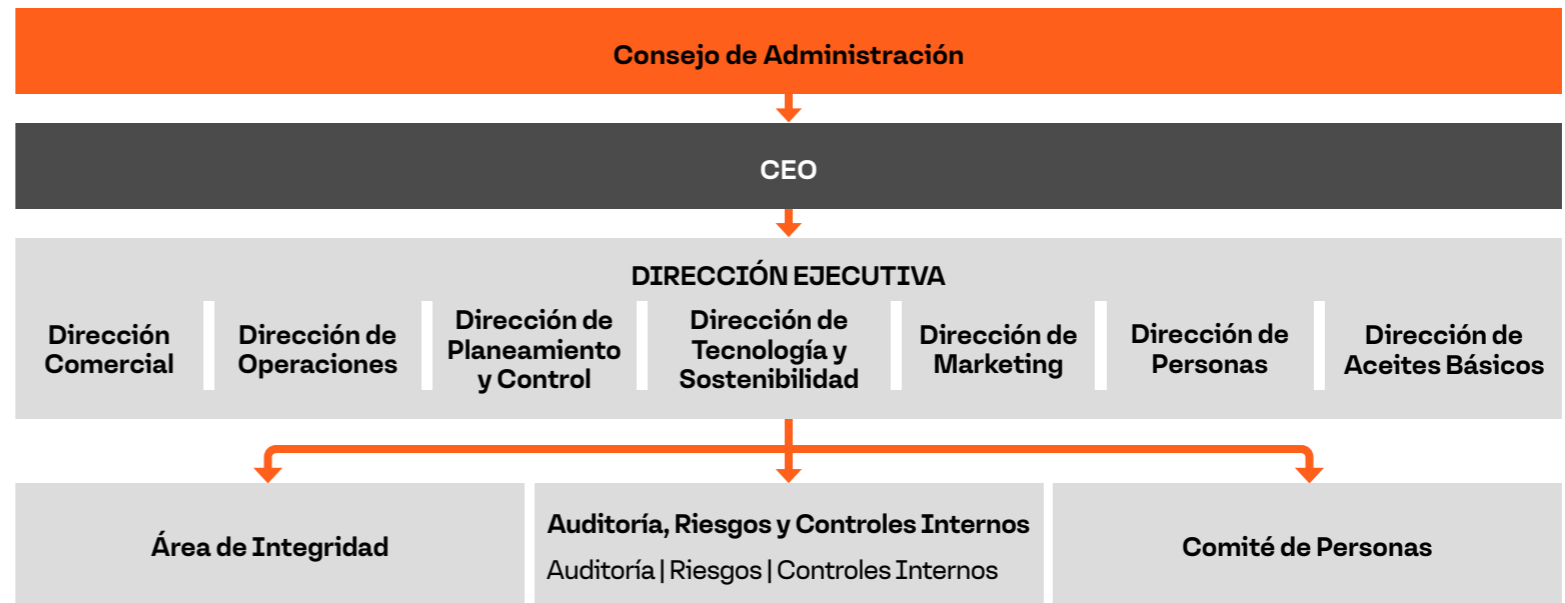 Consejo de Administración
CEO
DIRECCIÓN EJECUTIVA
Dirección
Comercial
Dirección de
Operaciones
Dirección de
Planeamiento
y Control
Dirección de
Tecnología y
Sostenibilidad
Dirección de
Marketing
Dirección de
Personas
Dirección de
Aceites Básicos
Área de Integridad
Auditoría, Riesgos y Controles Internos
Auditoría | Riesgos | Controles Internos
Comité de Personas